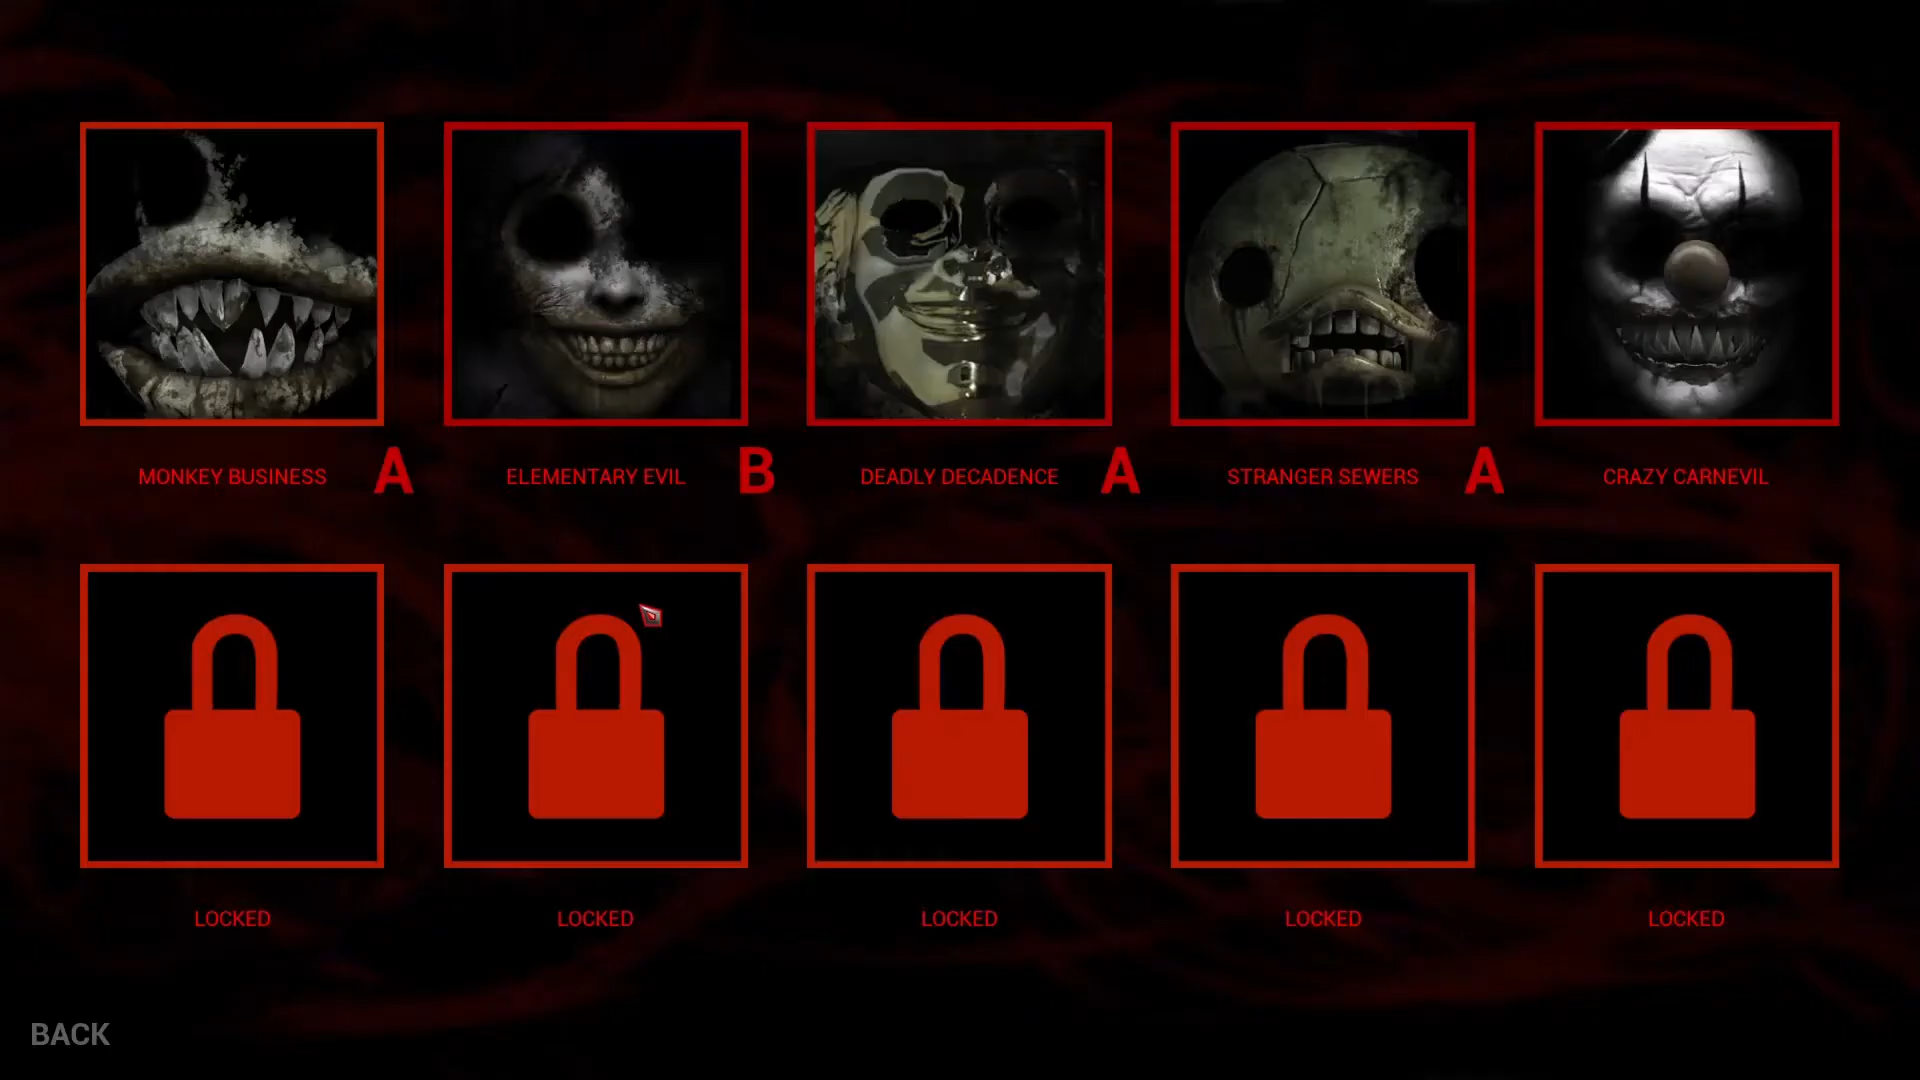 MONKEY BUSINESS A ELEMENTARY EVIL B DEADLY DECADENCE A STRANGER SEWERS A CRAZY CARNEVIL
LOCKED LOCKED LOCKED LOCKED LOCKED
BACK